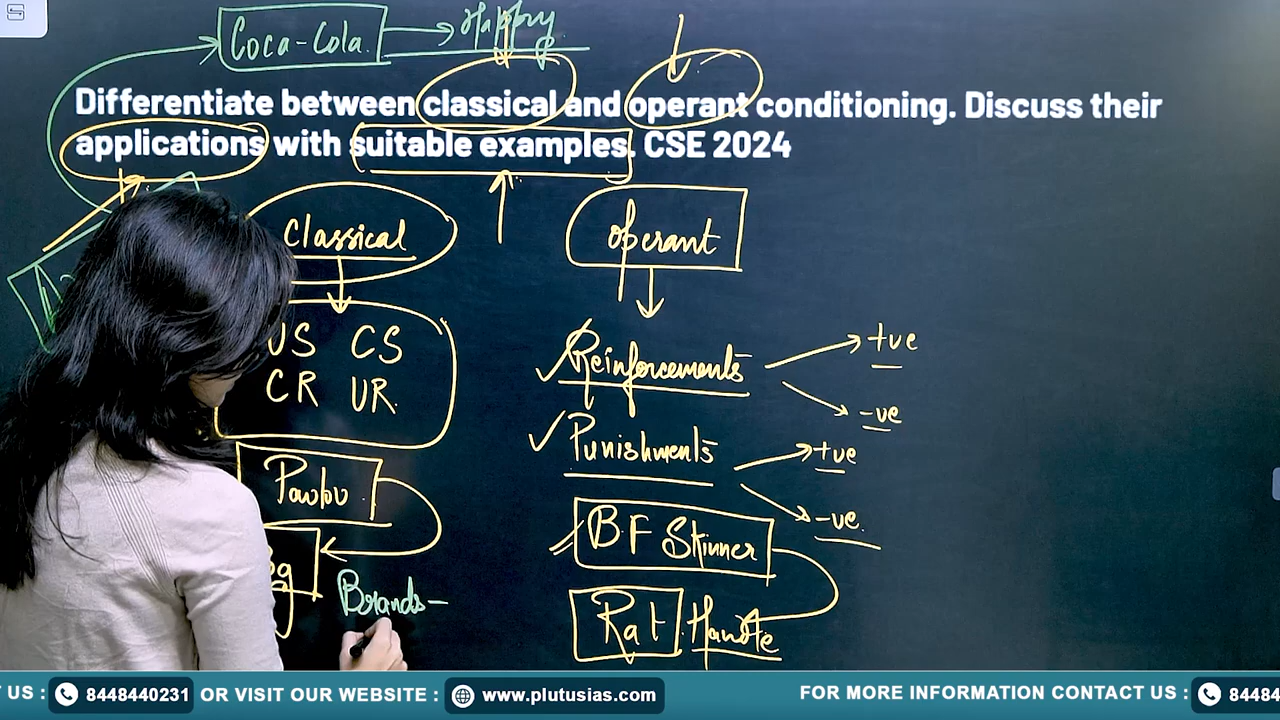 Coca-Cola. Happy
Differentiate between classical and operant conditioning. Discuss their
applications with suitable examples. CSE 2024
Classical
Operant
US CS
CR UR.
Reinforcements +ve
-ve
Punishments +ve
-ve.
Pavlov.
BF Skinner
Brands-
Rat.
US : 8448440231 OR VISIT OUR WEBSITE : www.plutusias.com FOR MORE INFORMATION CONTACT US : 8448